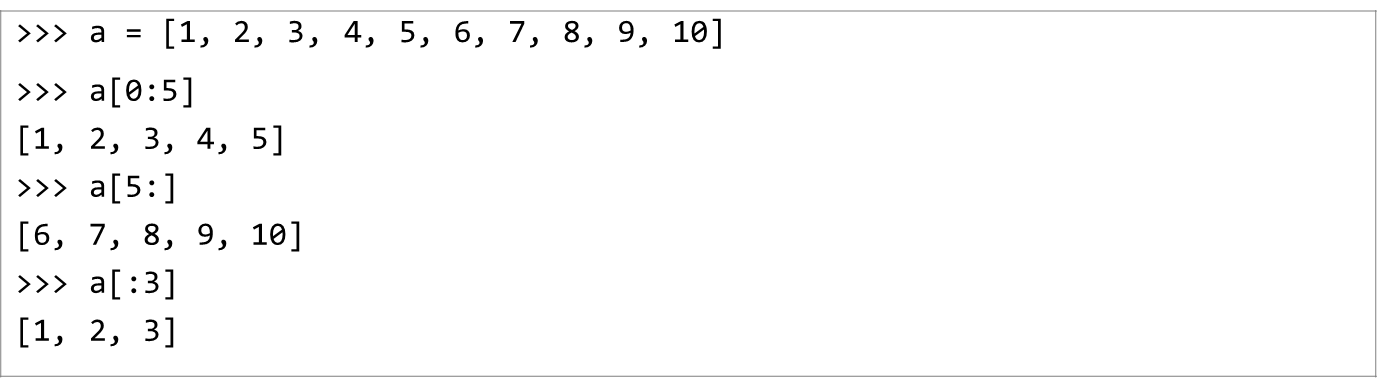 >>> a = [1, 2, 3, 4, 5, 6, 7, 8, 9, 10]
>>> a[0:5]
[1, 2, 3, 4, 5]
>>> a[5:]
[6, 7, 8, 9, 10]
>>> a[:3]
[1, 2, 3]